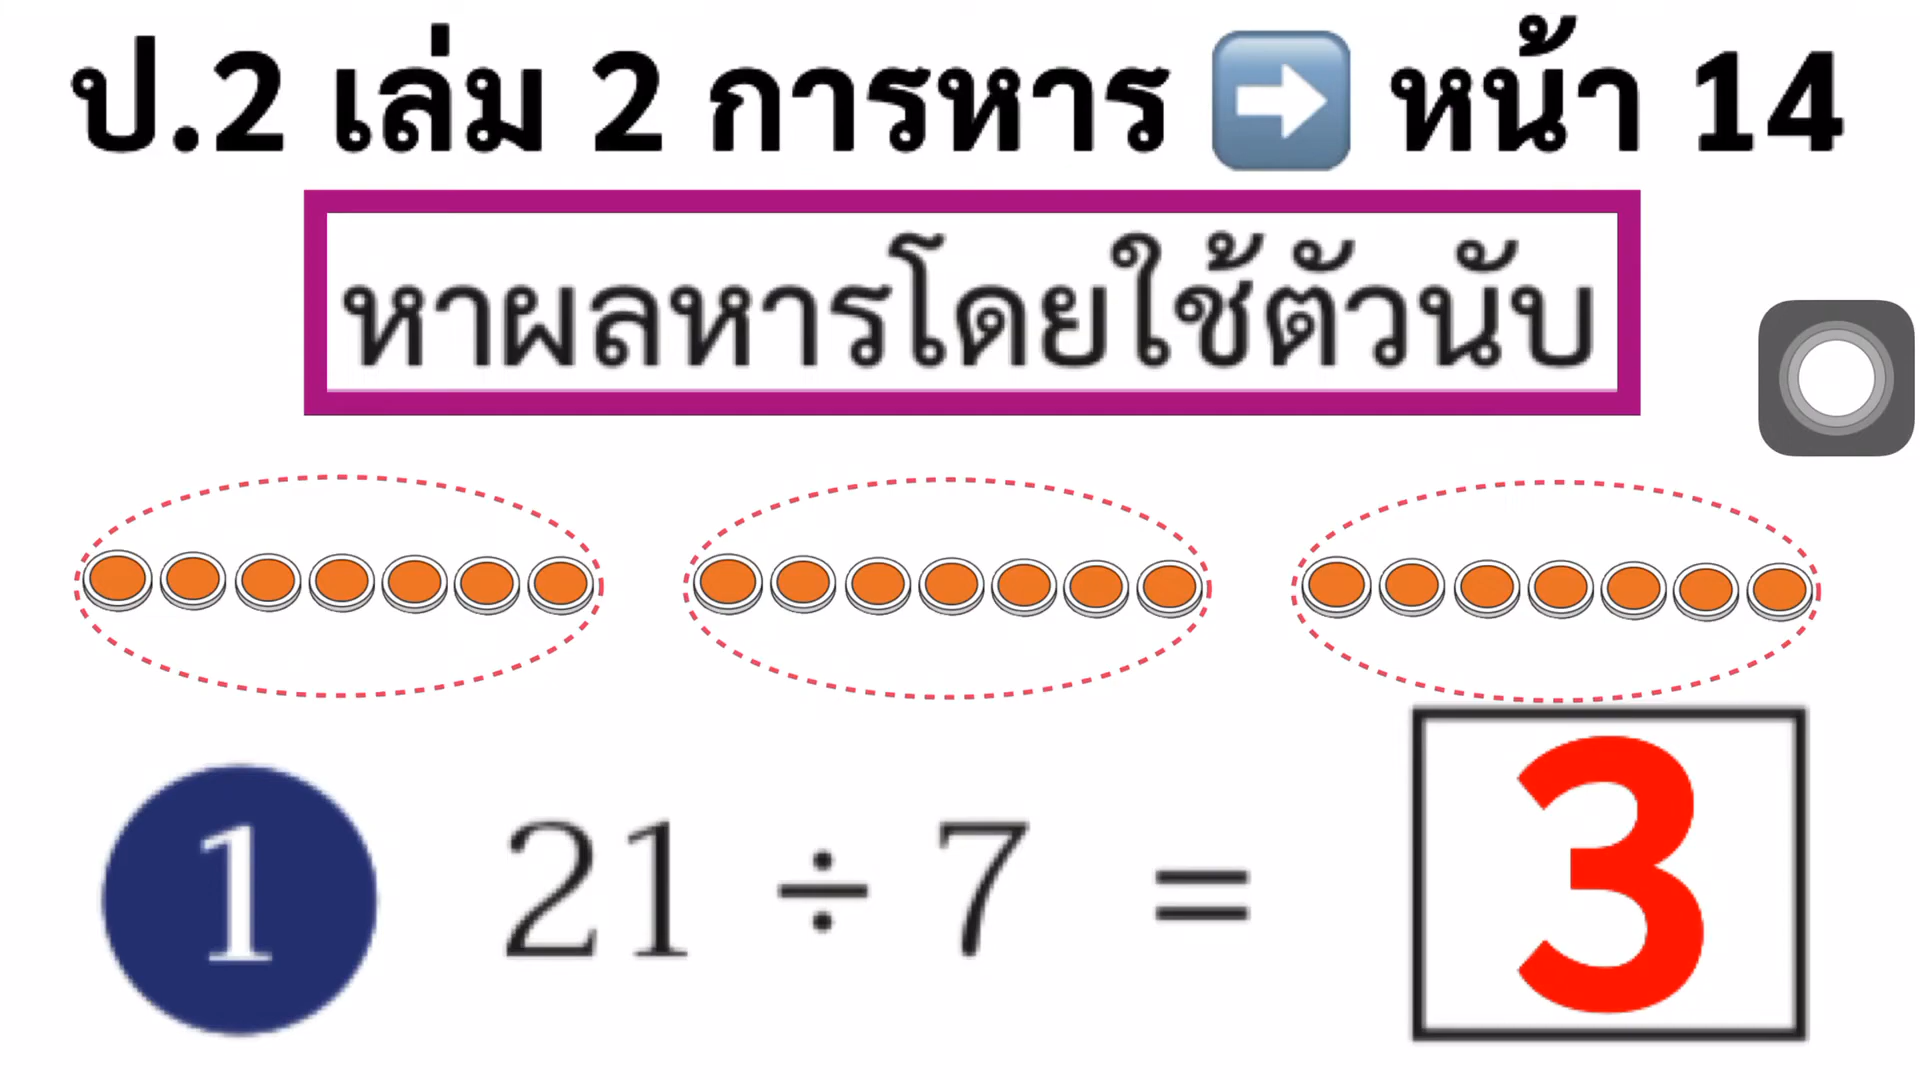 ป.2 เล่ม 2 การหาร ➡ หน้า 14
หาผลหารโดยใช้ตัวนับ
1 21 ÷ 7 = 3